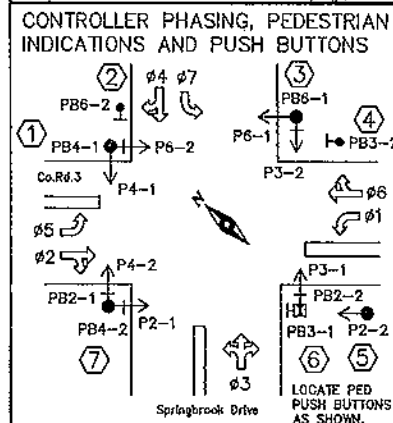 CONTROLLER PHASING, PEDESTRIAN
INDICATIONS AND PUSH BUTTONS
2
ø4 ø7
3
PB6-2
PB6-1
1
4
PB4-1
P6-2
P6-1
PB3-2
Co.Rd.3
P4-1
P3-2
N
ø6
ø5
ø1
ø2
P4-2
P3-1
PB2-1
PB2-2
PB4-2
P2-1
PB3-1
P2-2
7
6
5
ø3
LOCATE PED
PUSH BUTTONS
AS SHOWN.
Springbrook Drive